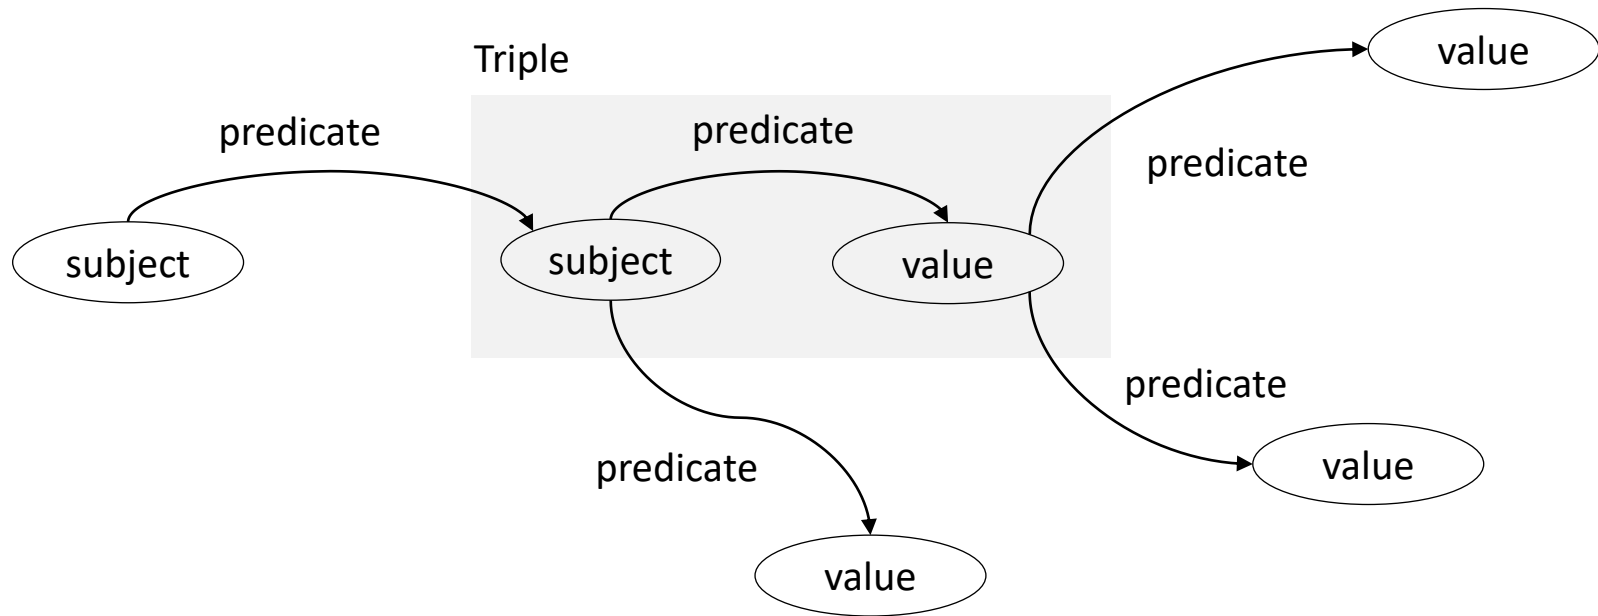 Triple
value
predicate
predicate
predicate
subject
subject
value
predicate
predicate
value
value